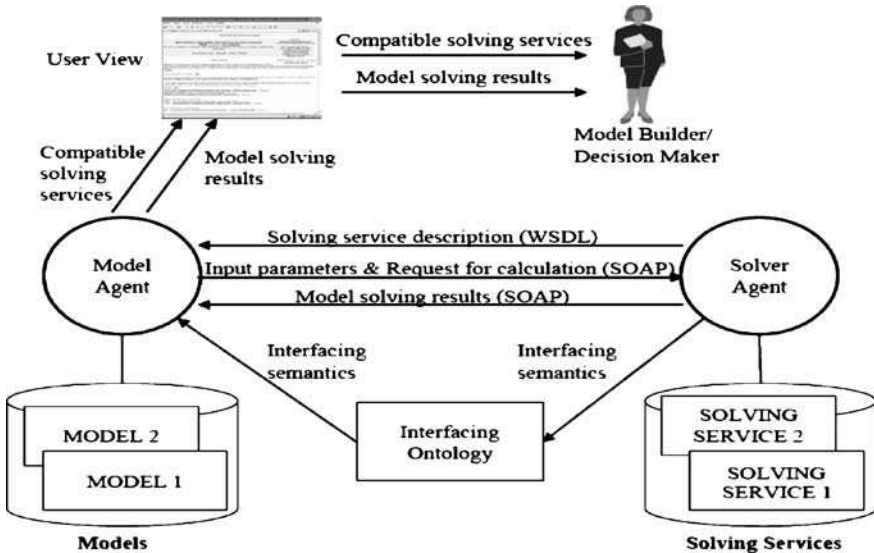 User View
Compatible solving services
Model solving results
Model Builder/
Decision Maker
Compatible
solving
services
Model solving
results
Model
Agent
Solving service description (WSDL)
Input parameters & Request for calculation (SOAP)
Model solving results (SOAP)
Solver
Agent
Interfacing
semantics
Interfacing
semantics
Interfacing
Ontology
MODEL 2
MODEL 1
Models
SOLVING
SERVICE 2
SOLVING
SERVICE 1
Solving Services